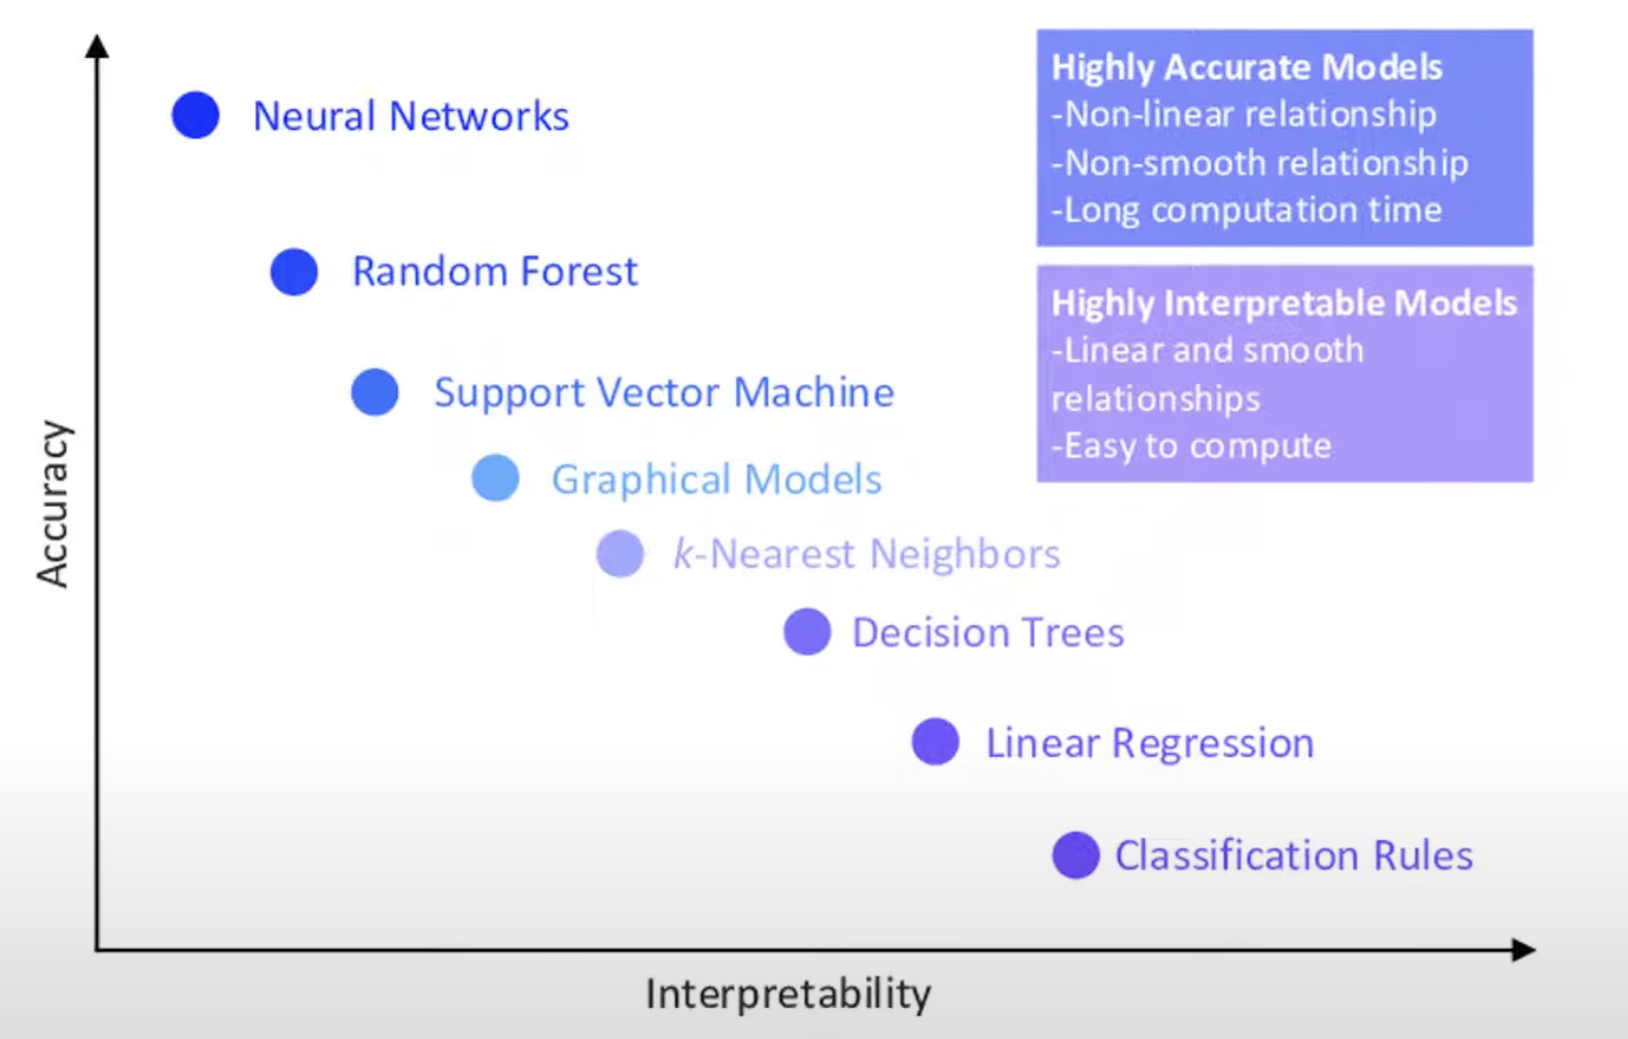 Neural Networks
Random Forest
Support Vector Machine
Graphical Models
k-Nearest Neighbors
Decision Trees
Linear Regression
Classification Rules
Highly Accurate Models
-Non-linear relationship
-Non-smooth relationship
-Long computation time
Highly Interpretable Models
-Linear and smooth
relationships
-Easy to compute
Accuracy
Interpretability